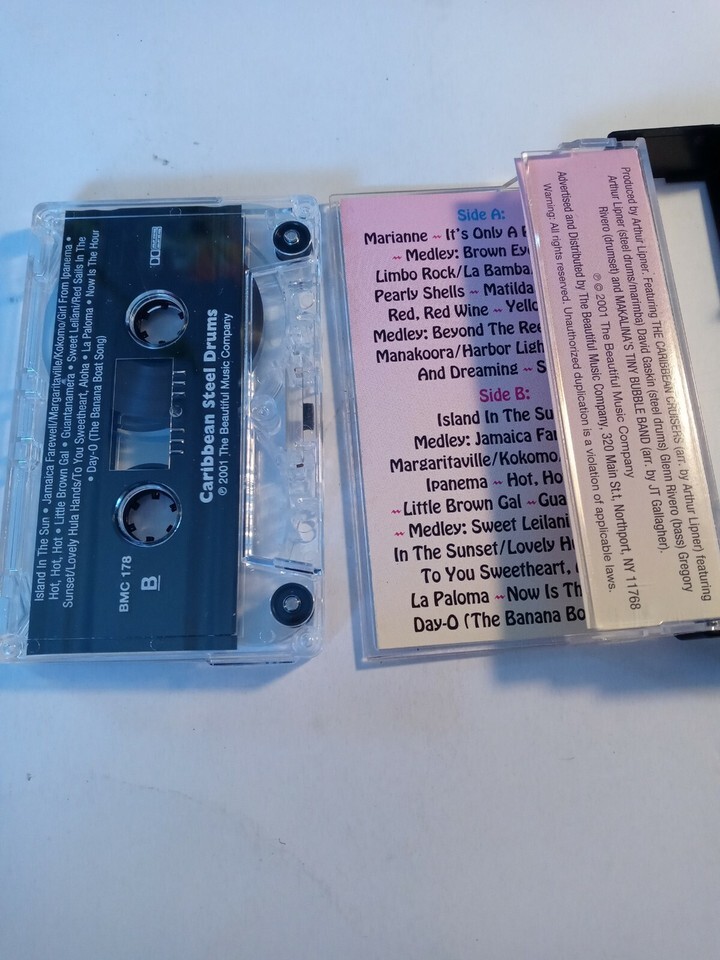 Island In The Sun • Jamaica Farewell/Margaritaville/Kokomo/Girl From Ipanema •
Hot, Hot, Hot • Little Brown Gal • Guantanamera • Sweet Leilani/Red Sails In The
Sunset/Lovely Hula Hands/To You Sweetheart, Aloha • La Paloma • Now Is The Hour
• Day-O (The Banana Boat Song)
BMC 178
B
Caribbean Steel Drums
℗ 2001 The Beautiful Music Company
Side A:
Marianne ~ It's Only A
~ Medley: Brown Ey
Limbo Rock/La Bamba
Pearly Shells ~ Matilda
Red, Red Wine ~ Yello
Medley: Beyond The Ree
Manakoora/Harbor Ligh
And Dreaming ~ S
Side B:
Island In The Su
Medley: Jamaica Far
Margaritaville/Kokomo
Ipanema ~ Hot, Ho
~ Little Brown Gal ~ Gua
~ Medley: Sweet Leilani
In The Sunset/Lovely H
To You Sweetheart,
La Paloma ~ Now Is Th
Day-O (The Banana Bo
Produced by Arthur Lipner. Featuring THE CARIBBEAN CRUISERS (arr. by Arthur Lipner) featuring
Arthur Lipner (steel drums/marimba) David Gaskin (steel drums) Glenn Rivero (bass) Gregory
Rivero (drumset) and MAKALINA'S TINY BUBBLE BAND (arr. by JT Gallagher).
℗ © 2001 The Beautiful Music Company
Advertised and Distributed by The Beautiful Music Company, 320 Main St.t, Northport, NY 11768
Warning: All rights reserved. Unauthorized duplication is a violation of applicable laws.